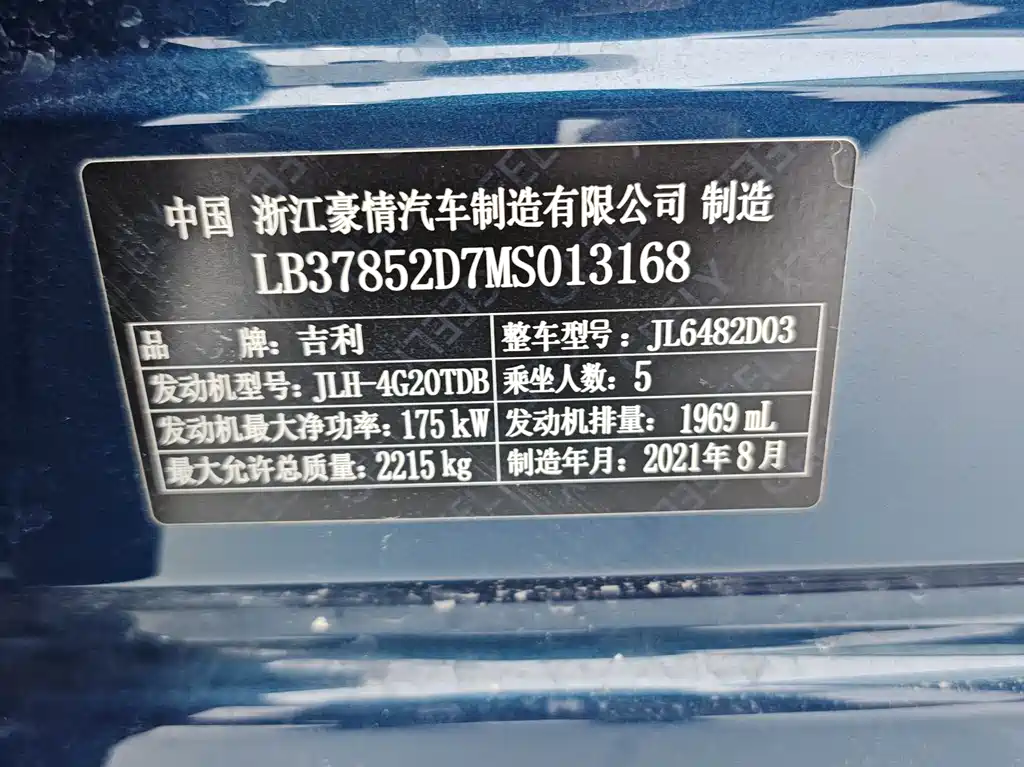 中国 浙江豪情汽车制造有限公司 制造
LB37852D7MS013168
品 牌：吉利 整车型号：JL6482D03
发动机型号：JLH-4G20TDB 乘坐人数：5
发动机最大净功率：175 kW 发动机排量：1969 mL
最大允许总质量：2215 kg 制造年月：2021年8月